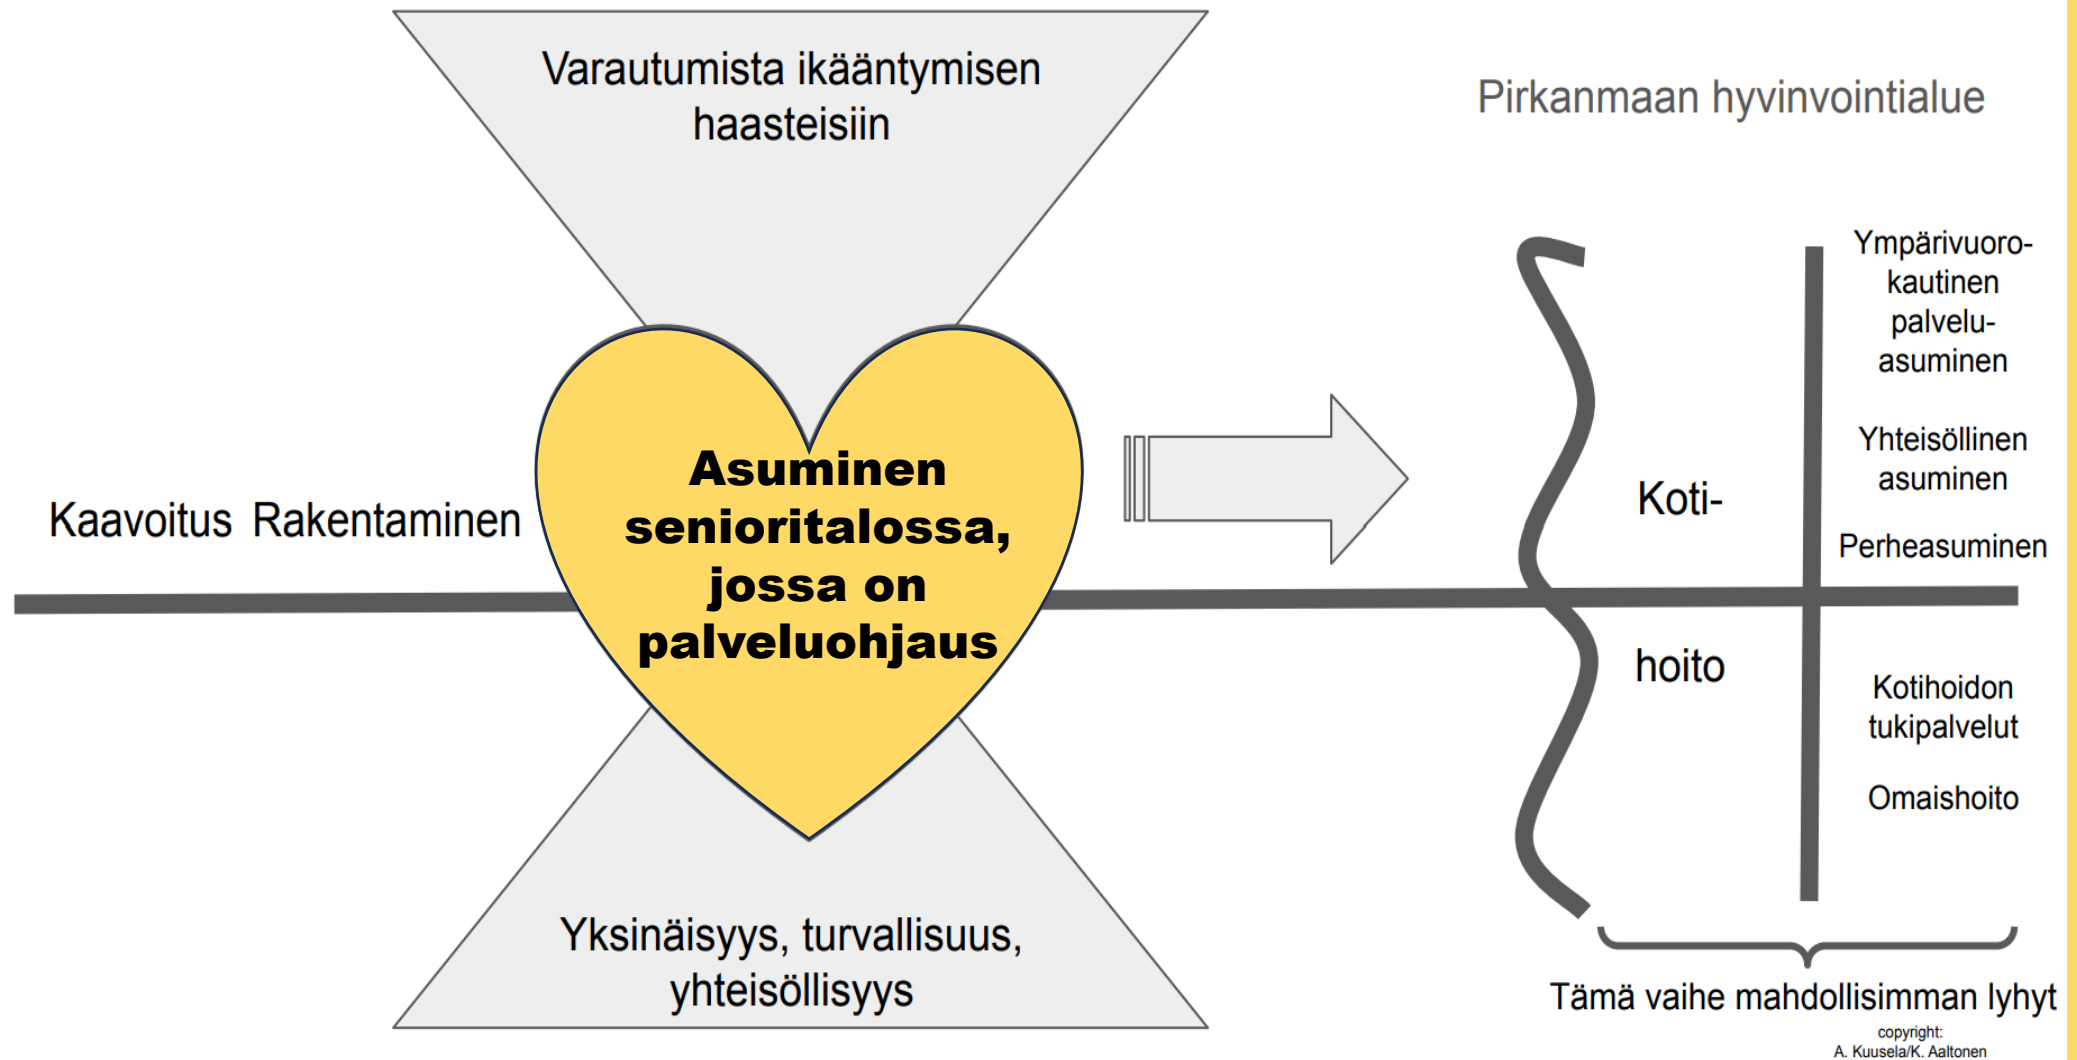 Varautumista ikääntymisen
haasteisiin
Pirkanmaan hyvinvointialue
Kaavoitus Rakentaminen
Asuminen
senioritalossa,
jossa on
palveluohjaus
Koti-
hoito
Ympärivuoro-
kautinen
palvelu-
asuminen
Yhteisöllinen
asuminen
Perheasuminen
Kotihoidon
tukipalvelut
Omaishoito
Yksinäisyys, turvallisuus,
yhteisöllisyys
Tämä vaihe mahdollisimman lyhyt
copyright:
A. Kuusela/K. Aaltonen